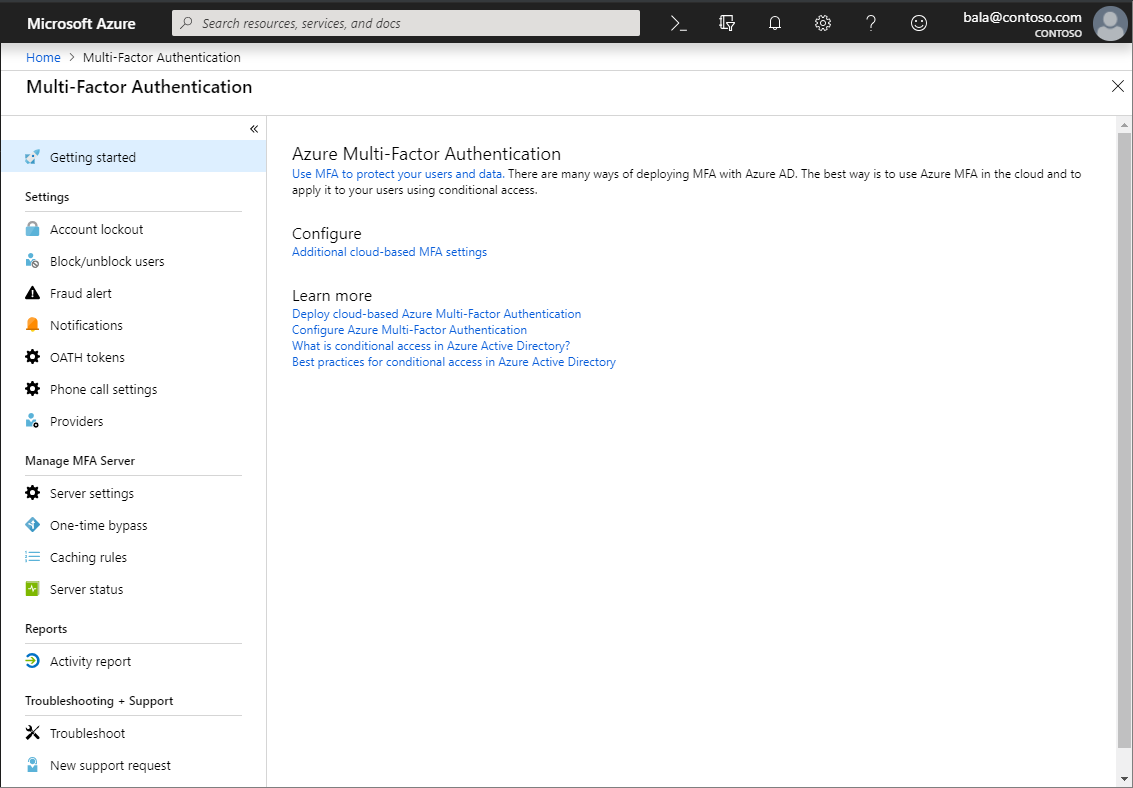 Microsoft Azure
Search resources, services, and docs
bala@contoso.com
CONTOSO
Home > Multi-Factor Authentication
Multi-Factor Authentication
Getting started
Settings
Account lockout
Block/unblock users
Fraud alert
Notifications
OATH tokens
Phone call settings
Providers
Manage MFA Server
Server settings
One-time bypass
Caching rules
Server status
Reports
Activity report
Troubleshooting + Support
Troubleshoot
New support request
Azure Multi-Factor Authentication
Use MFA to protect your users and data. There are many ways of deploying MFA with Azure AD. The best way is to use Azure MFA in the cloud and to
apply it to your users using conditional access.
Configure
Additional cloud-based MFA settings
Learn more
Deploy cloud-based Azure Multi-Factor Authentication
Configure Azure Multi-Factor Authentication
What is conditional access in Azure Active Directory?
Best practices for conditional access in Azure Active Directory